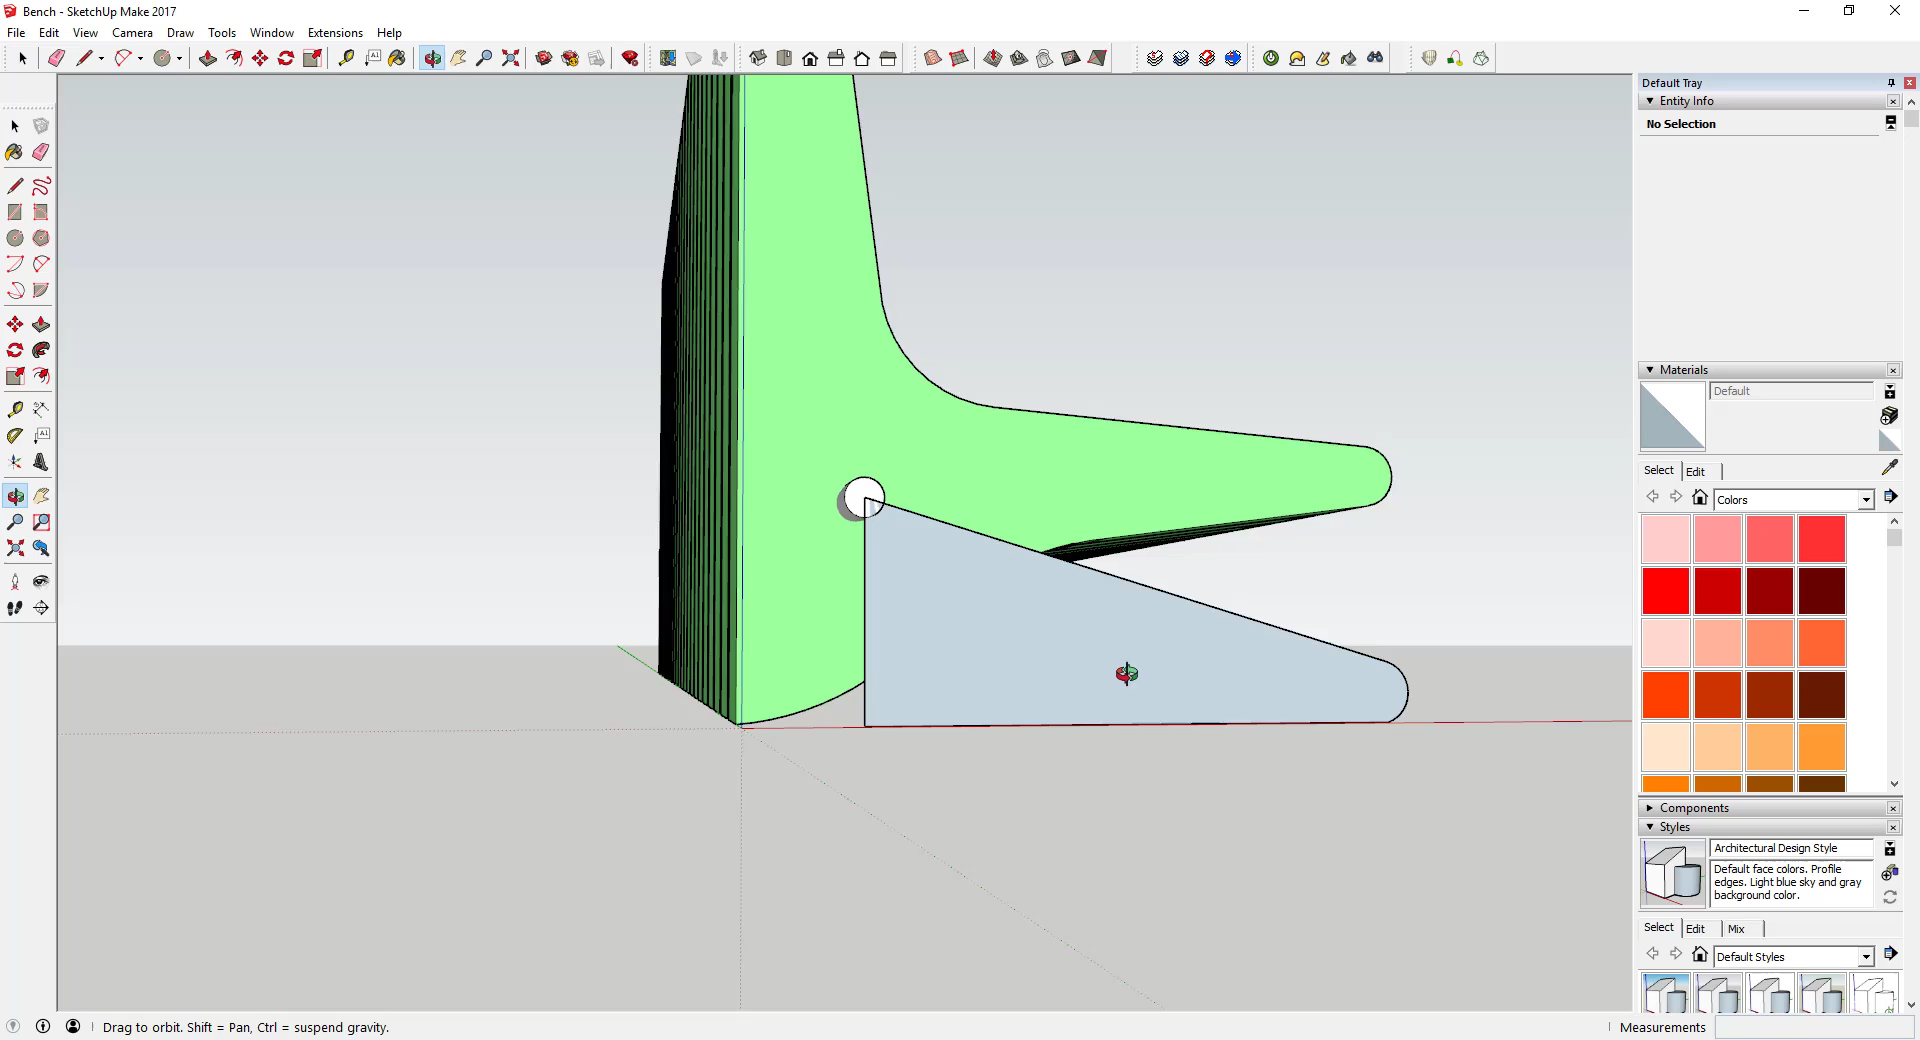 Bench - SketchUp Make 2017
File Edit View Camera Draw Tools Window Extensions Help
Default Tray
Entity Info
No Selection
Materials
Default
Select Edit
Colors
Components
Styles
Architectural Design Style
Default face colors. Profile
edges. Light blue sky and gray
background color.
Select Edit Mix
Default Styles
Drag to orbit. Shift = Pan, Ctrl = suspend gravity.
Measurements